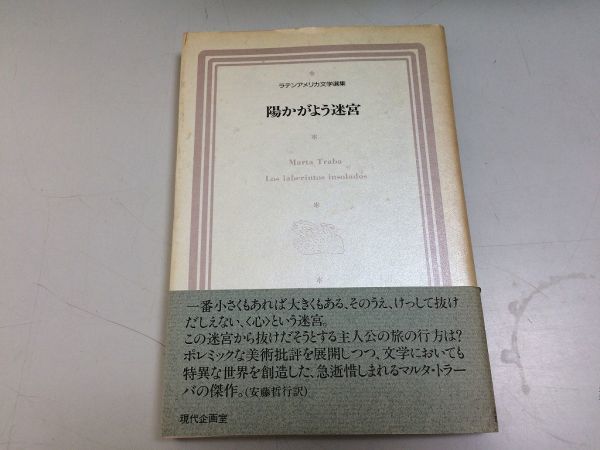 ラテンアメリカ文学選集
陽かがよう迷宮
Marta Traba
Los laberintos insolados
一番小さくもあれば大きくもある、そのうえ、けっして抜け
だしえない、〈心〉という迷宮。
この迷宮から抜けだそうとする主人公の旅の行方は?
ポレミックな美術批評を展開しつつ、文学においても
特異な世界を創造した、急逝惜しまれるマルタ・トラー
バの傑作。(安藤哲行訳)
現代企画室